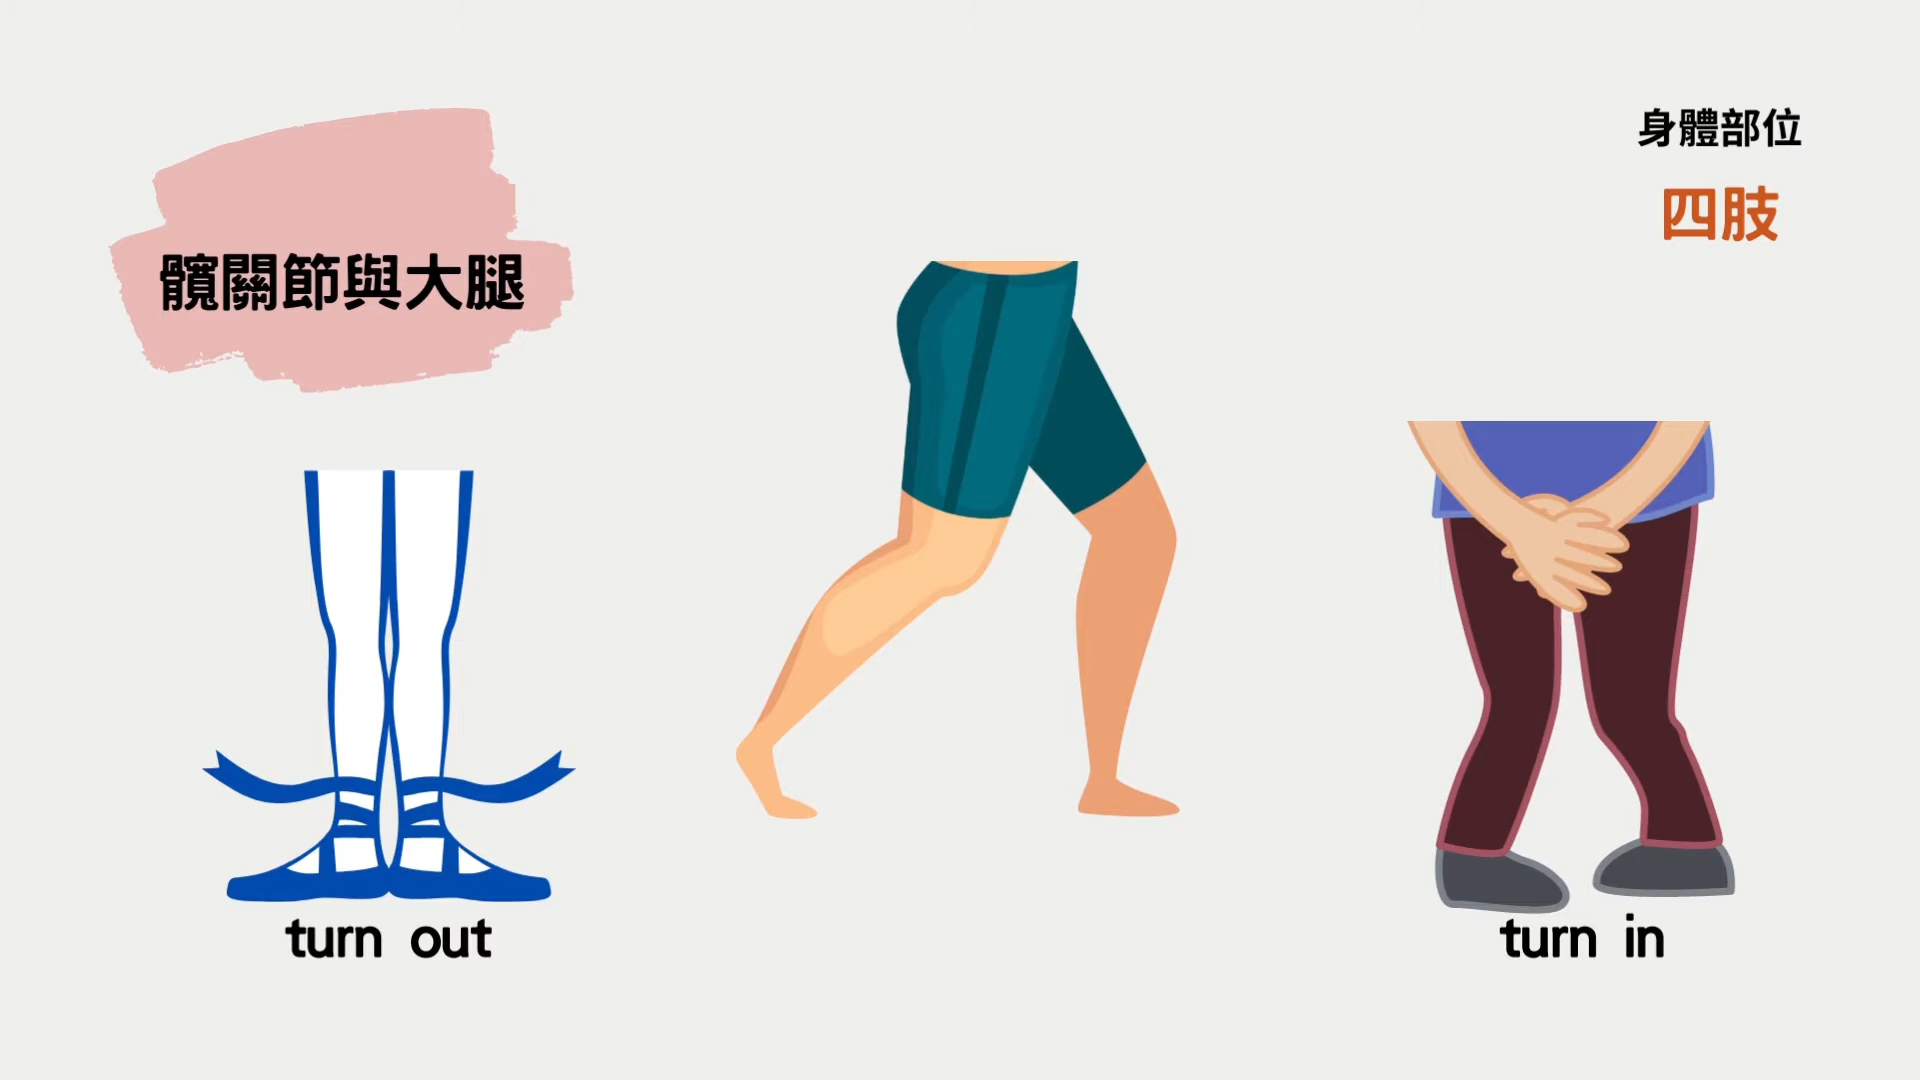 身體部位
四肢
髖關節與大腿
turn out
turn in